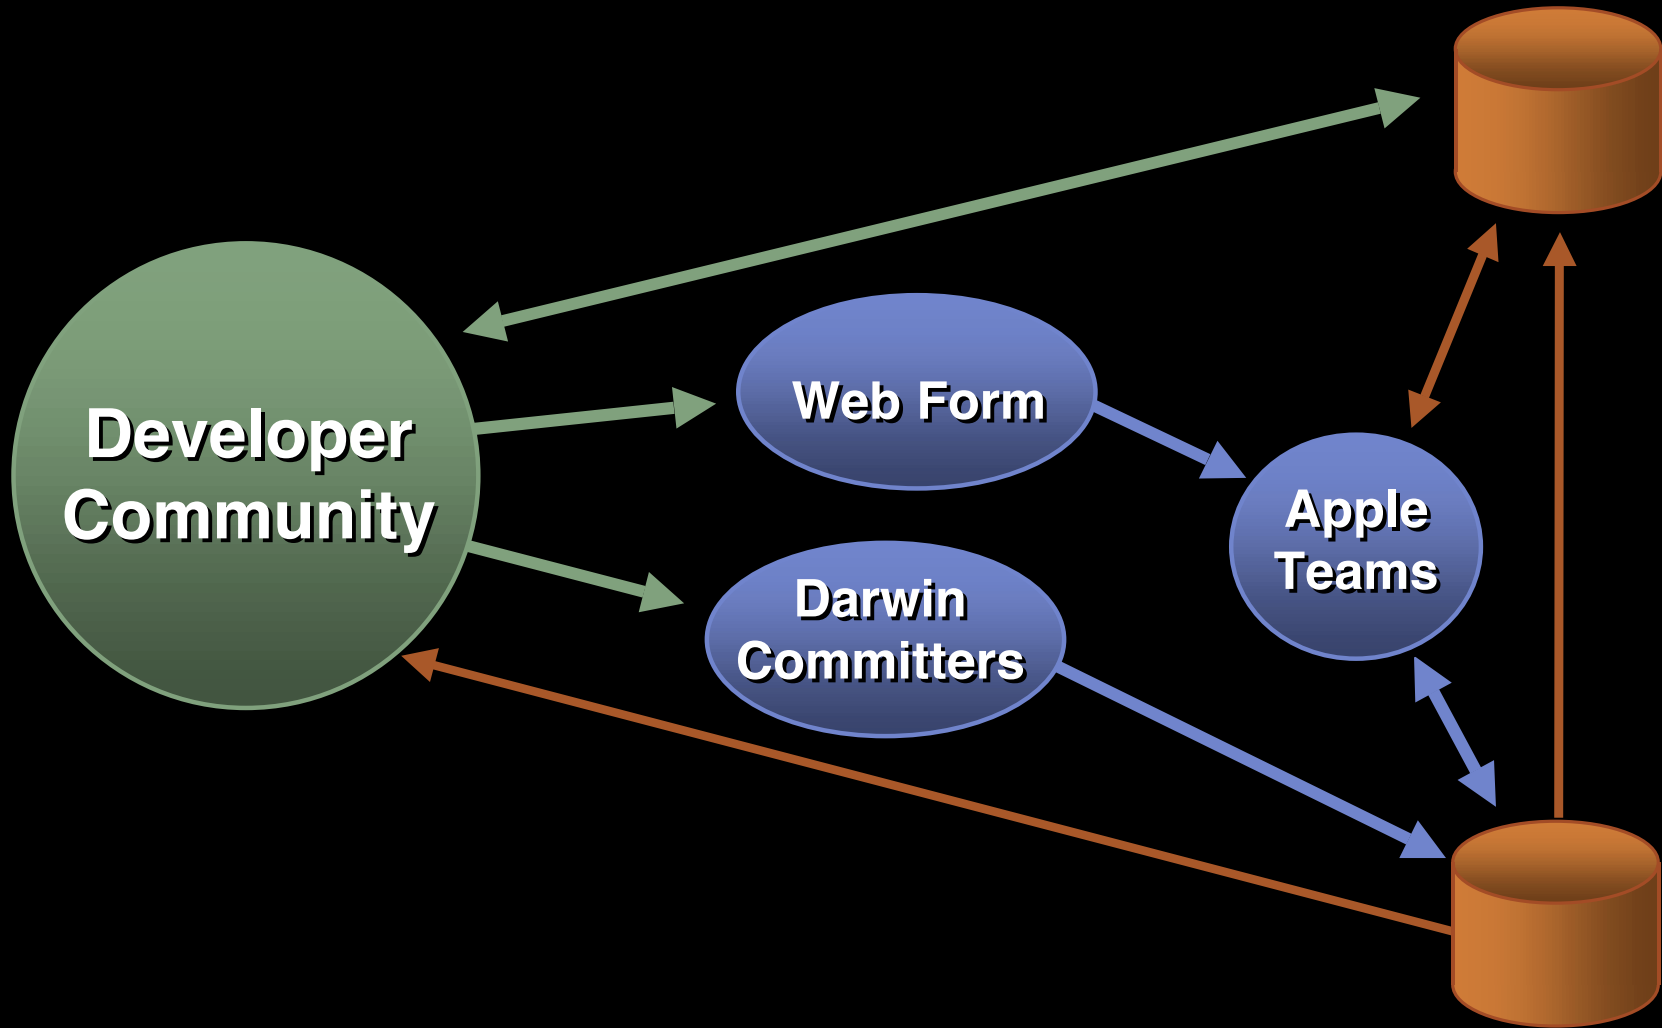 Developer
Community
Web Form
Darwin
Committers
Apple
Teams